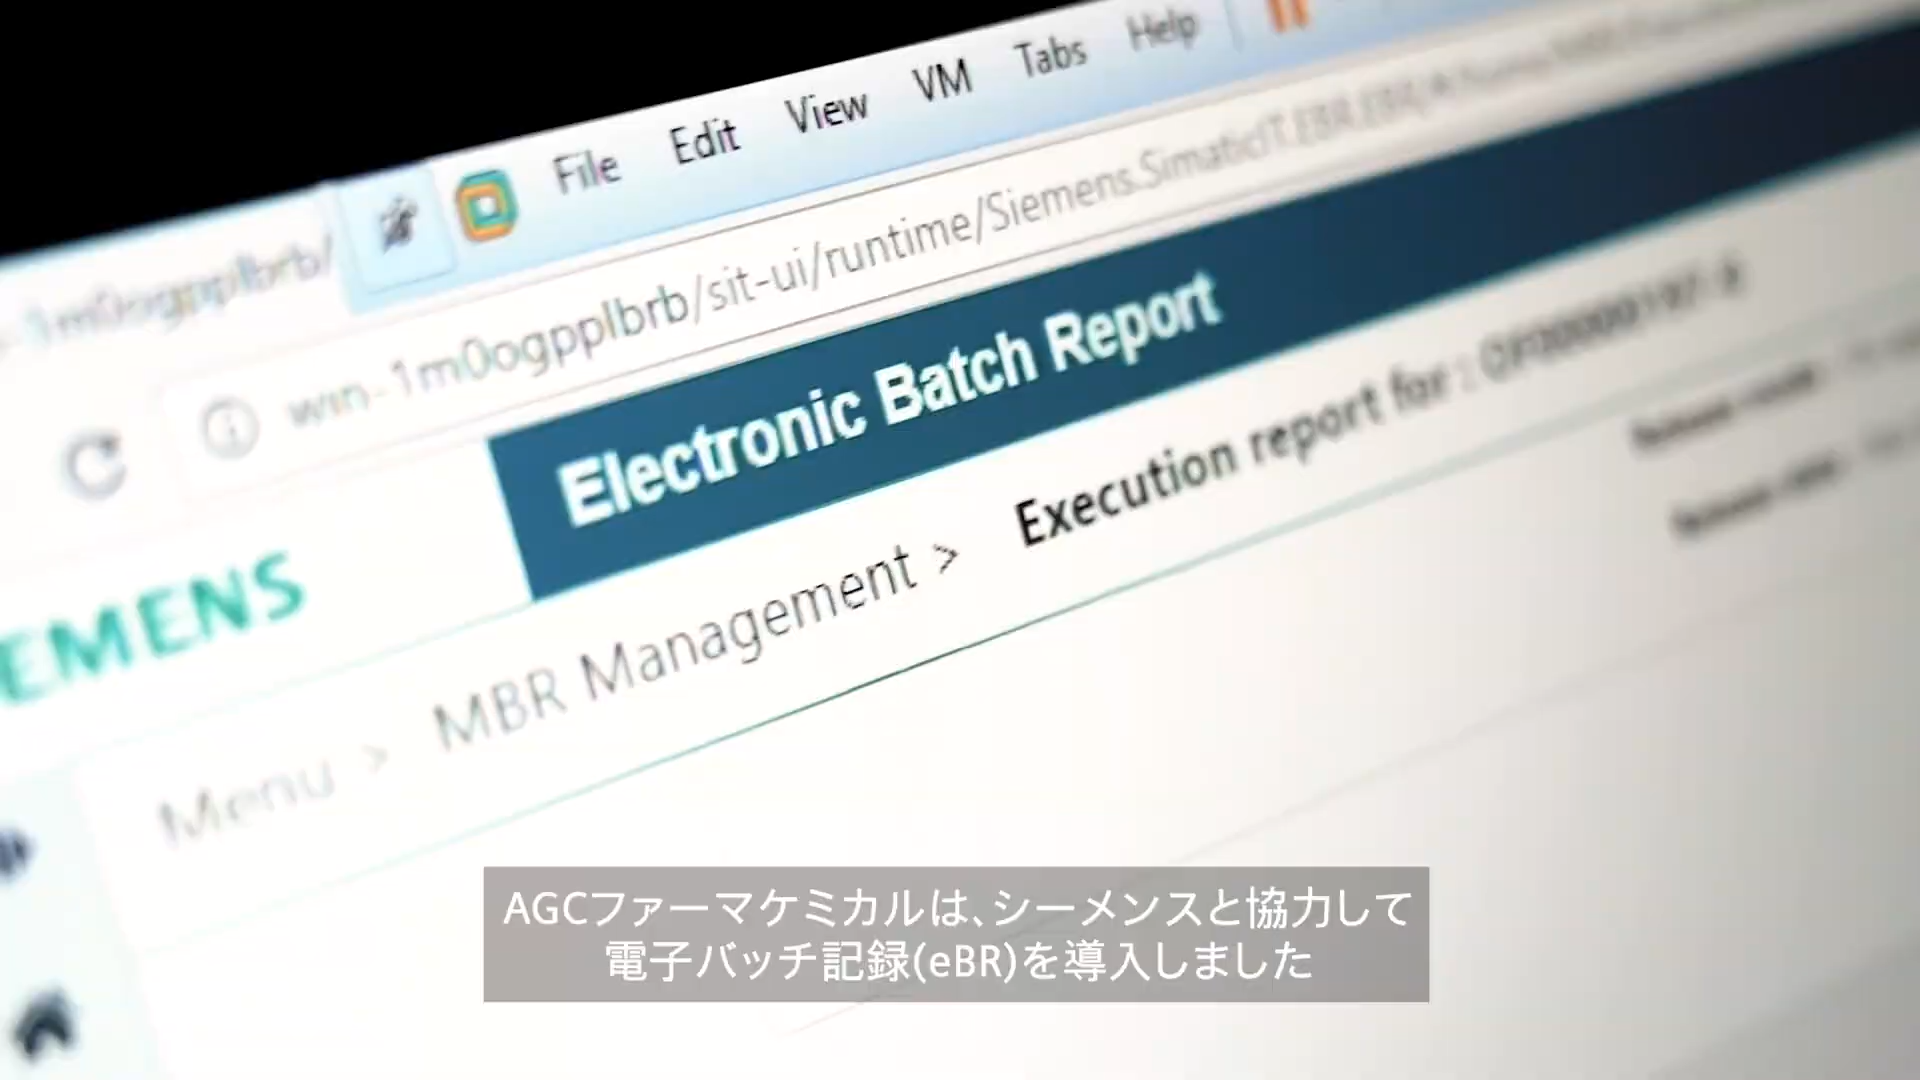 File Edit View VM Tabs Help
win-1m0ogpplbrb/sit-ui/runtime/Siemens.SimaticIT.EBR.
Electronic Batch Report
EMENS
Menu > MBR Management > Execution report for :
AGCファーマケミカルは、シーメンスと協力して
電子バッチ記録(eBR)を導入しました